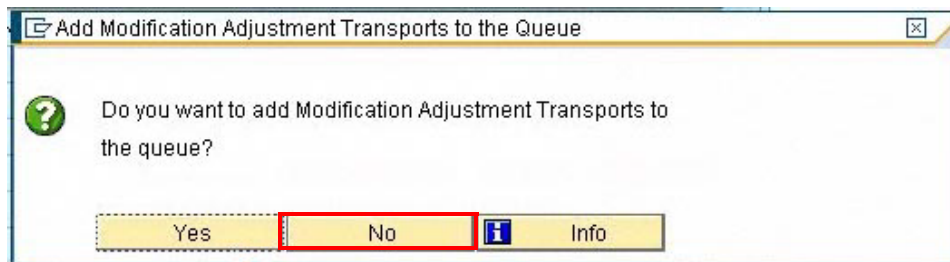 Add Modification Adjustment Transports to the Queue
Do you want to add Modification Adjustment Transports to
the queue?
Yes No Info